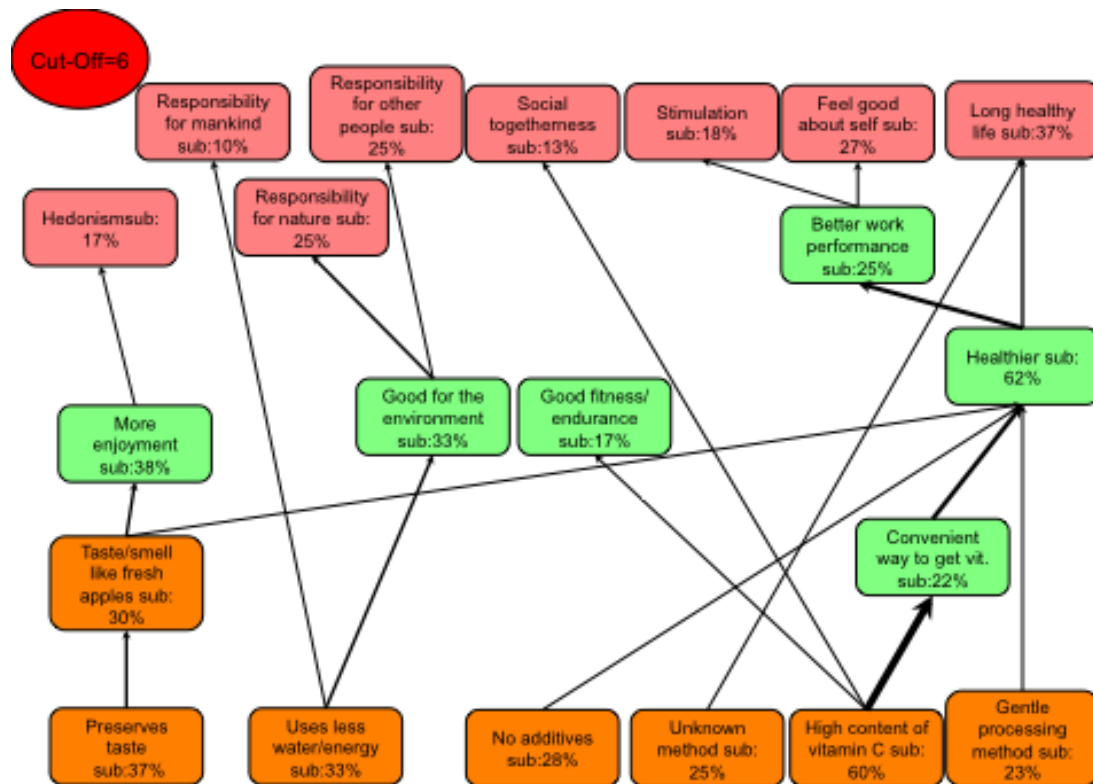 Cut-Off=6
Responsibility
for mankind
sub:10%
Responsibility
for other
people sub:
25%
Social
togetherness
sub:13%
Stimulation
sub:18%
Feel good
about self sub:
27%
Long healthy
life sub:37%
Hedonismsub:
17%
Responsibility
for nature sub:
25%
Better work
performance
sub:25%
Healthier sub:
62%
More
enjoyment
sub:38%
Good for the
environment
sub:33%
Good fitness/
endurance
sub:17%
Taste/smell
like fresh
apples sub:
30%
Convenient
way to get vit.
sub:22%
Preserves
taste
sub:37%
Uses less
water/energy
sub:33%
No additives
sub:28%
Unknown
method sub:
25%
High content of
vitamin C sub:
60%
Gentle
processing
method sub:
23%